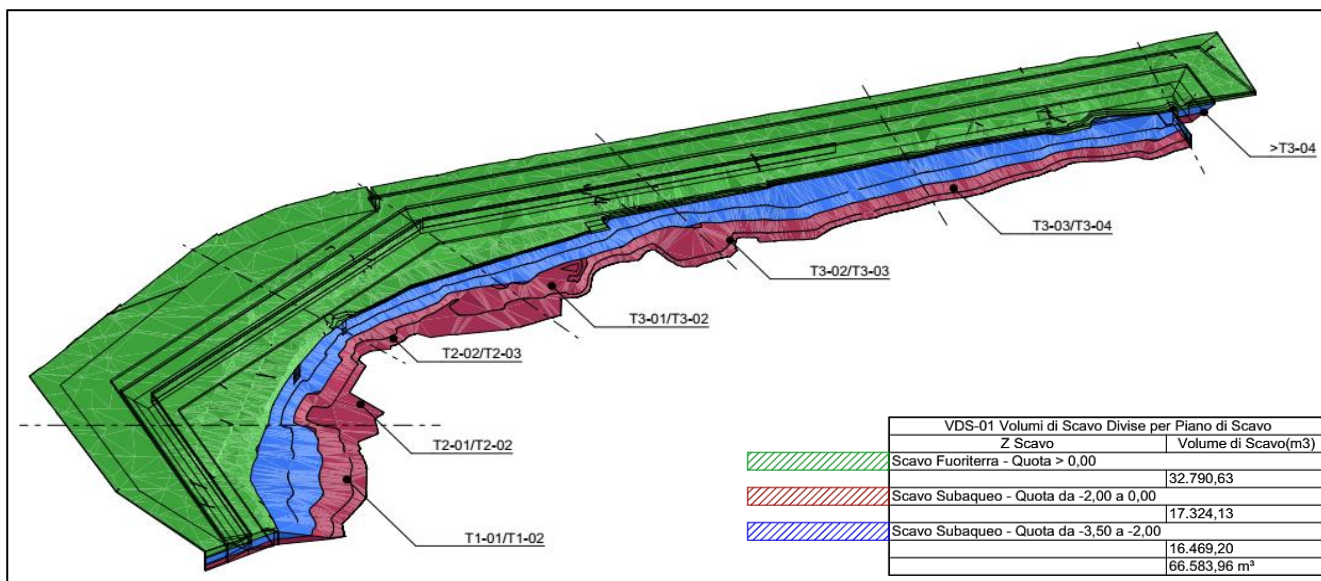 >T3-04
T3-03/T3-04
T3-02/T3-03
T3-01/T3-02
T2-02/T2-03
T2-01/T2-02
T1-01/T1-02
VDS-01 Volumi di Scavo Divise per Piano di Scavo
Z Scavo Volume di Scavo(m3)
Scavo Fuoriterra - Quota > 0,00
32.790,63
Scavo Subaqueo - Quota da -2,00 a 0,00
17.324,13
Scavo Subaqueo - Quota da -3,50 a -2,00
16.469,20
66.583,96 m³